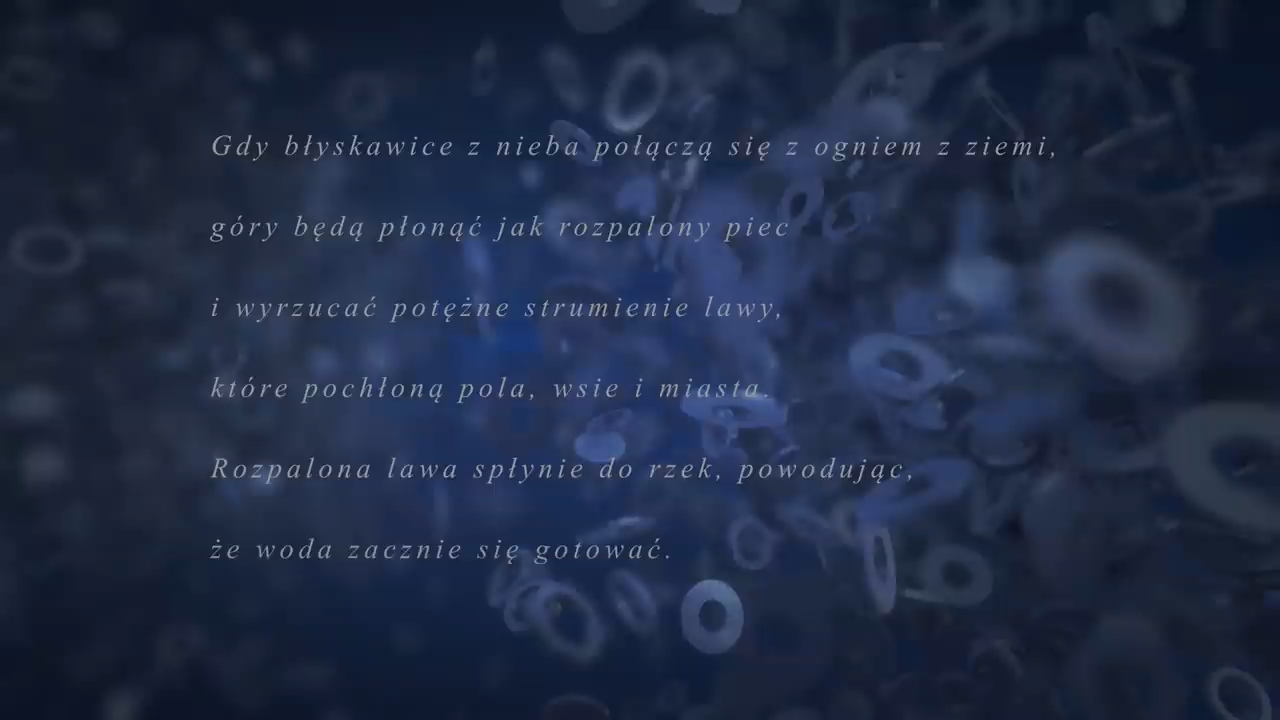 Gdy błyskawice z nieba połączą się z ogniem z ziemi,
góry będą płonąć jak rozpalony piec
i wyrzucać potężne strumienie lawy,
które pochłoną pola, wsie i miasta.
Rozpalona lawa spłynie do rzek, powodując,
że woda zacznie się gotować.